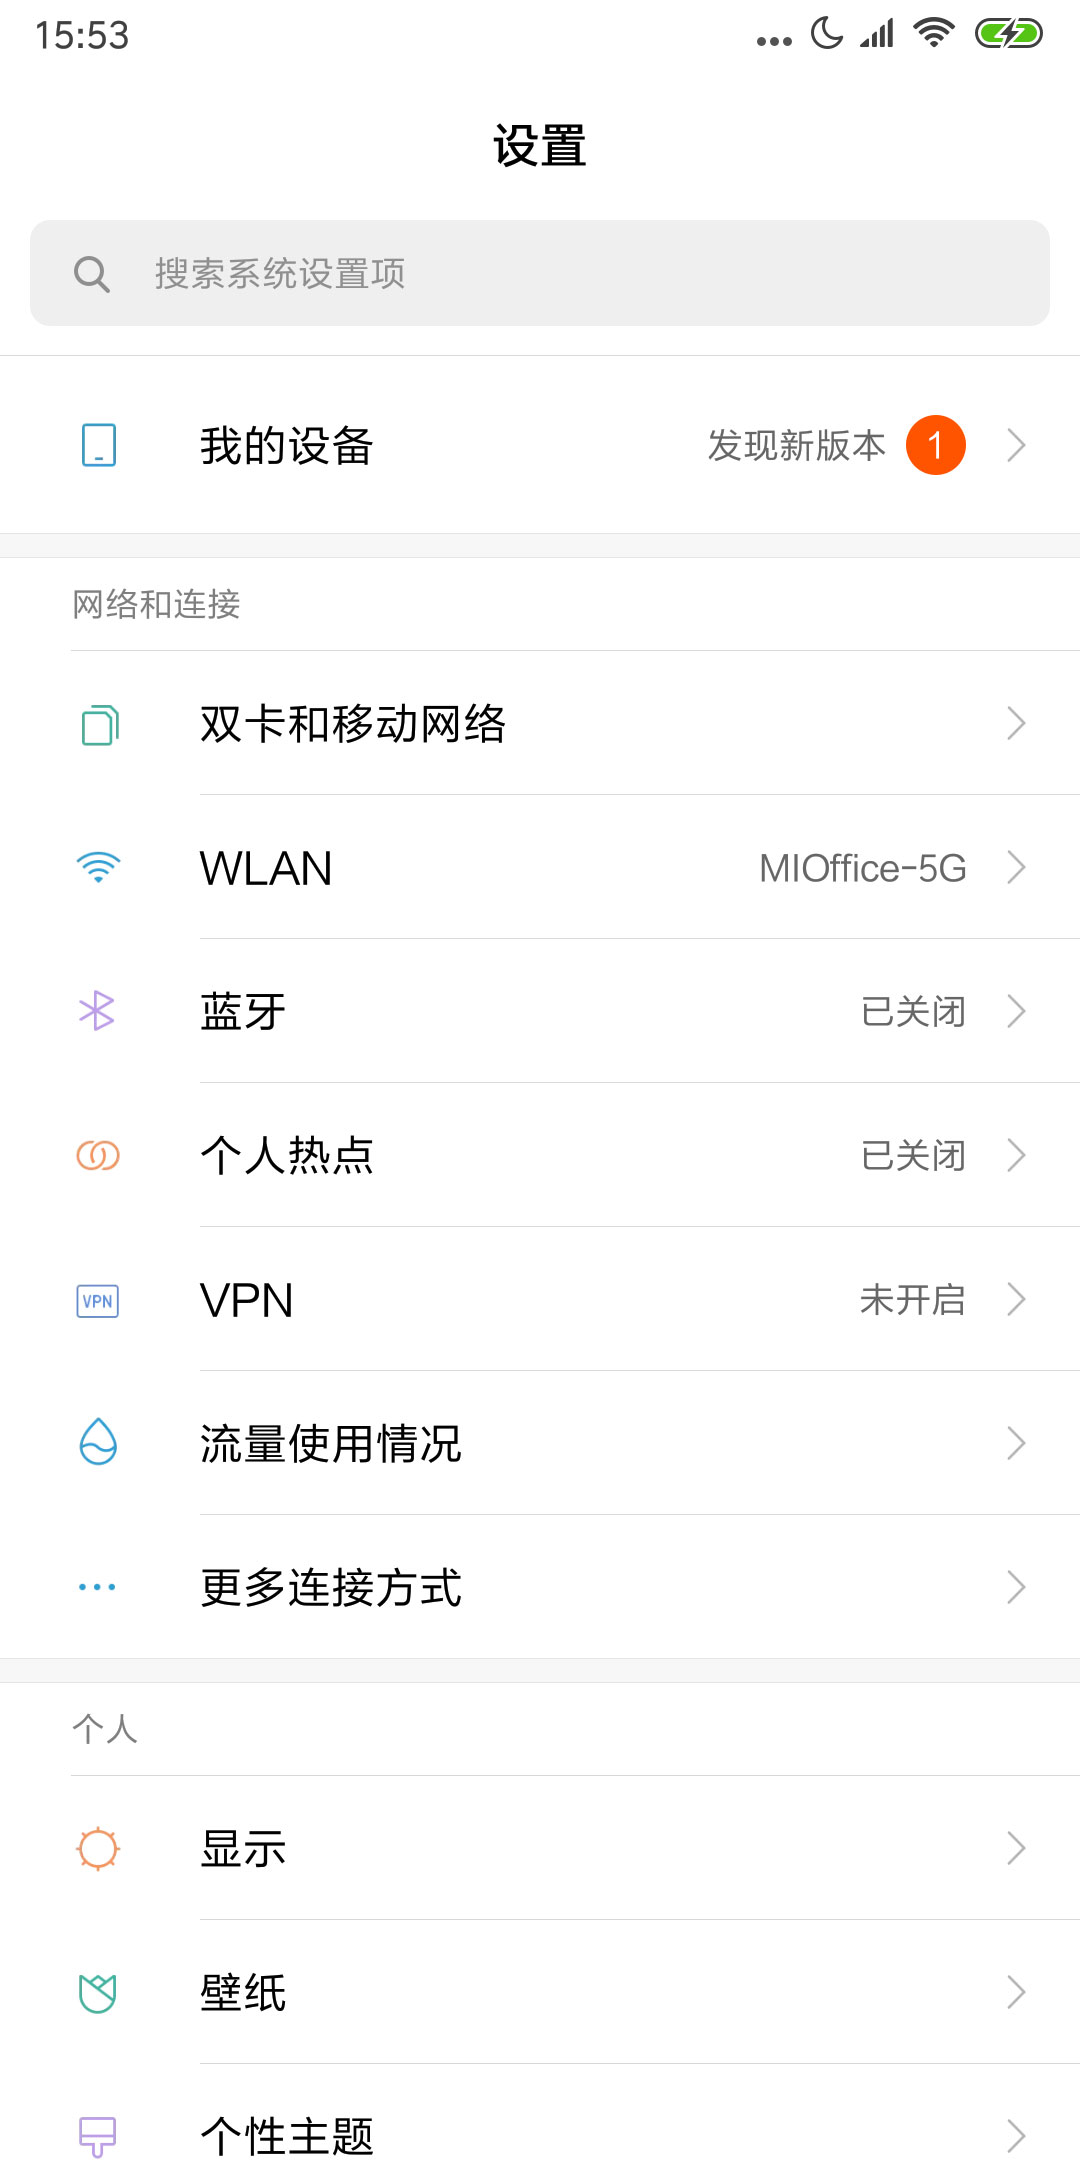 15:53
设置
搜索系统设置项
我的设备 发现新版本 1
网络和连接
双卡和移动网络
WLAN MIOffice-5G
蓝牙 已关闭
个人热点 已关闭
VPN VPN 未开启
流量使用情况
更多连接方式
个人
显示
壁纸
个性主题